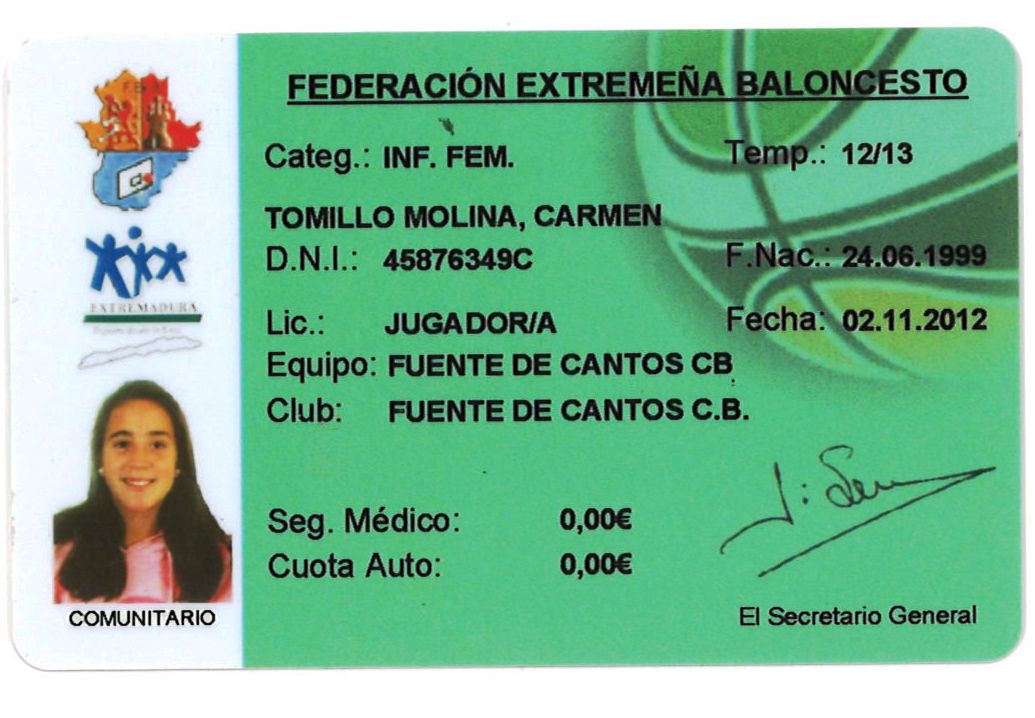 FEDERACIÓN EXTREMEÑA BALONCESTO
Categ.: INF. FEM. Temp.: 12/13
TOMILLO MOLINA, CARMEN
D.N.I.: 45876349C F.Nac.: 24.06.1999
EXTREMADURA
Lic.: JUGADOR/A Fecha: 02.11.2012
Equipo: FUENTE DE CANTOS CB
Club: FUENTE DE CANTOS C.B.
Seg. Médico: 0,00€
Cuota Auto: 0,00€
COMUNITARIO El Secretario General